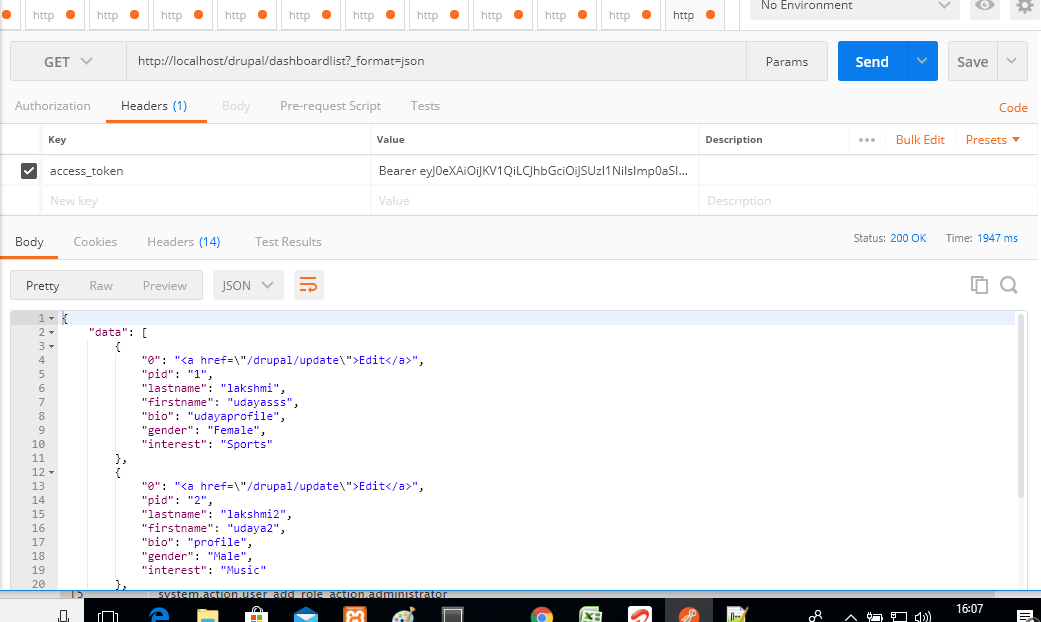 http http http http http http http http http http http No Environment
GET http://localhost/drupal/dashboardlist?_format=json Params Send Save
Authorization Headers (1) Body Pre-request Script Tests Code
Key Value Description Bulk Edit Presets
access_token Bearer eyJ0eXAiOiJKV1QiLCJhbGciOiJSUzI1NiIsImp0aSI...
New key Value Description
Body Cookies Headers (14) Test Results Status: 200 OK Time: 1947 ms
Pretty Raw Preview JSON
1 {
2 "data": [
3 {
4 "0": "<a href=\"/drupal/update\">Edit</a>",
5 "pid": "1",
6 "lastname": "lakshmi",
7 "firstname": "udayasss",
8 "bio": "udayaprofile",
9 "gender": "Female",
10 "interest": "Sports"
11 },
12 {
13 "0": "<a href=\"/drupal/update\">Edit</a>",
14 "pid": "2",
15 "lastname": "lakshmi2",
16 "firstname": "udaya2",
17 "bio": "profile",
18 "gender": "Male",
19 "interest": "Music"
20 },
15 system.action.user_add_role_action.administrator
16:07